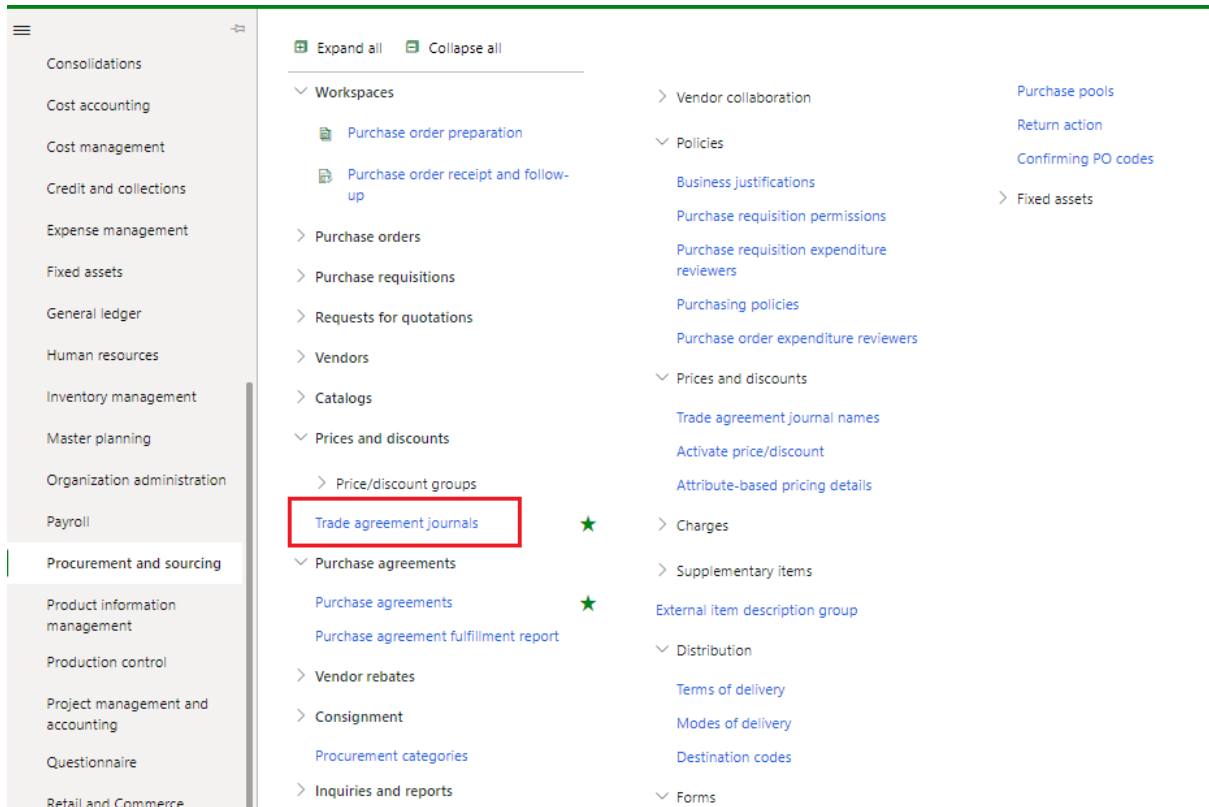 Consolidations
Cost accounting
Cost management
Credit and collections
Expense management
Fixed assets
General ledger
Human resources
Inventory management
Master planning
Organization administration
Payroll
Procurement and sourcing
Product information
management
Production control
Project management and
accounting
Questionnaire
Retail and Commerce
Expand all
Collapse all
Workspaces
Purchase order preparation
Purchase order receipt and follow-
up
Purchase orders
Purchase requisitions
Requests for quotations
Vendors
Catalogs
Prices and discounts
Price/discount groups
Trade agreement journals
Purchase agreements
Purchase agreements
Purchase agreement fulfillment report
Vendor rebates
Consignment
Procurement categories
Inquiries and reports
Vendor collaboration
Policies
Business justifications
Purchase requisition permissions
Purchase requisition expenditure
reviewers
Purchasing policies
Purchase order expenditure reviewers
Prices and discounts
Trade agreement journal names
Activate price/discount
Attribute-based pricing details
Charges
Supplementary items
External item description group
Distribution
Terms of delivery
Modes of delivery
Destination codes
Forms
Purchase pools
Return action
Confirming PO codes
Fixed assets